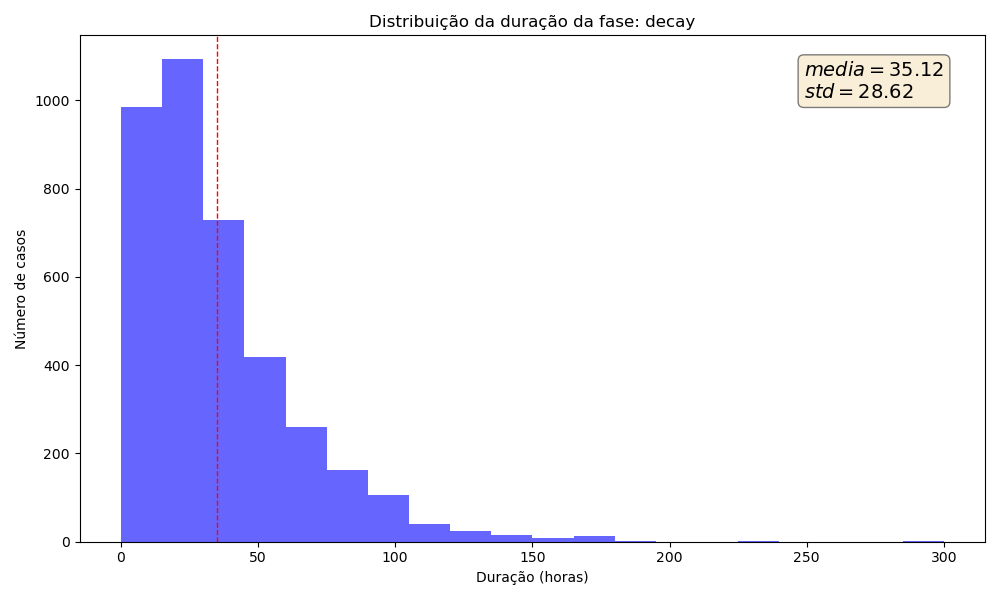 Distribuição da duração da fase: decay
media = 35.12
std = 28.62
Número de casos
1000
800
600
400
200
0
0 50 100 150 200 250 300
Duração (horas)